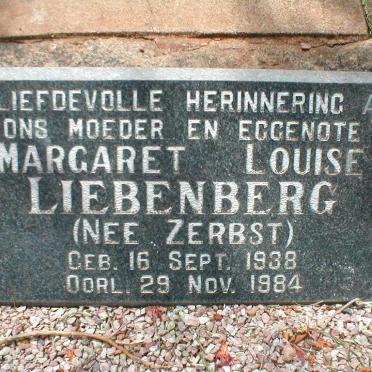 LIEFDEVOLLE HERINNERING A
ONS MOEDER EN EGGENOTE
MARGARET LOUISE
LIEBENBERG
(NEE ZERBST)
GEB. 16 SEPT. 1938
OORL. 29 NOV. 1984